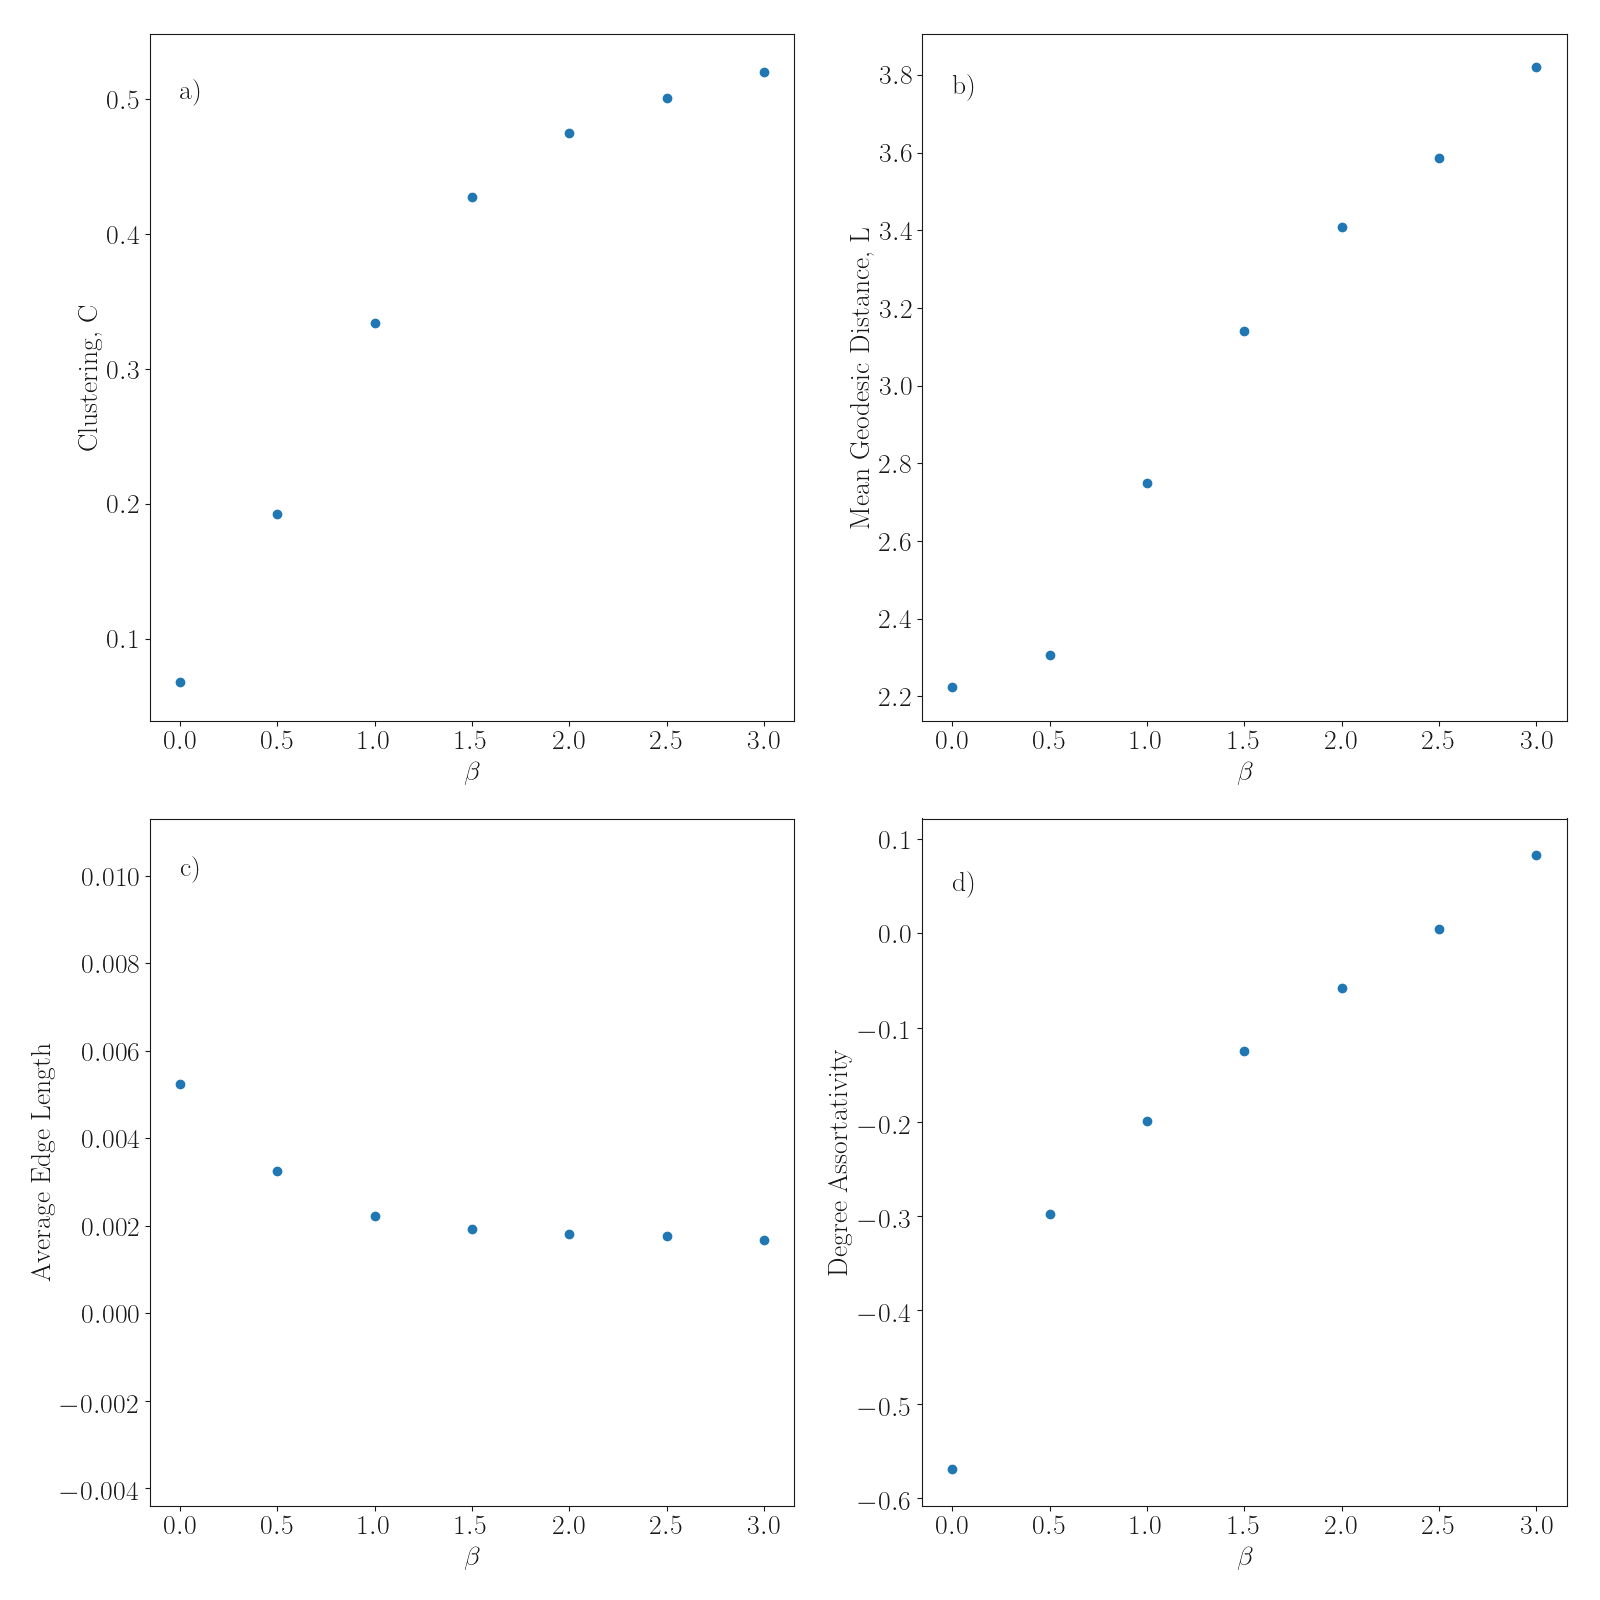 a)
0.5
0.4
0.3
0.2
0.1
Clustering, C
0.0 0.5 1.0 1.5 2.0 2.5 3.0
β
b)
3.8
3.6
3.4
3.2
3.0
2.8
2.6
2.4
2.2
Mean Geodesic Distance, L
0.0 0.5 1.0 1.5 2.0 2.5 3.0
β
c)
0.010
0.008
0.006
0.004
0.002
0.000
−0.002
−0.004
Average Edge Length
0.0 0.5 1.0 1.5 2.0 2.5 3.0
β
d)
0.1
0.0
−0.1
−0.2
−0.3
−0.4
−0.5
−0.6
Degree Assortativity
0.0 0.5 1.0 1.5 2.0 2.5 3.0
β